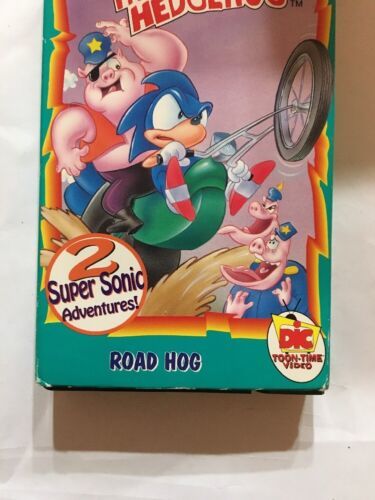 HEDGEHOG™
2
Super Sonic
Adventures!
DIC
TOON-TIME
VIDEO
ROAD HOG